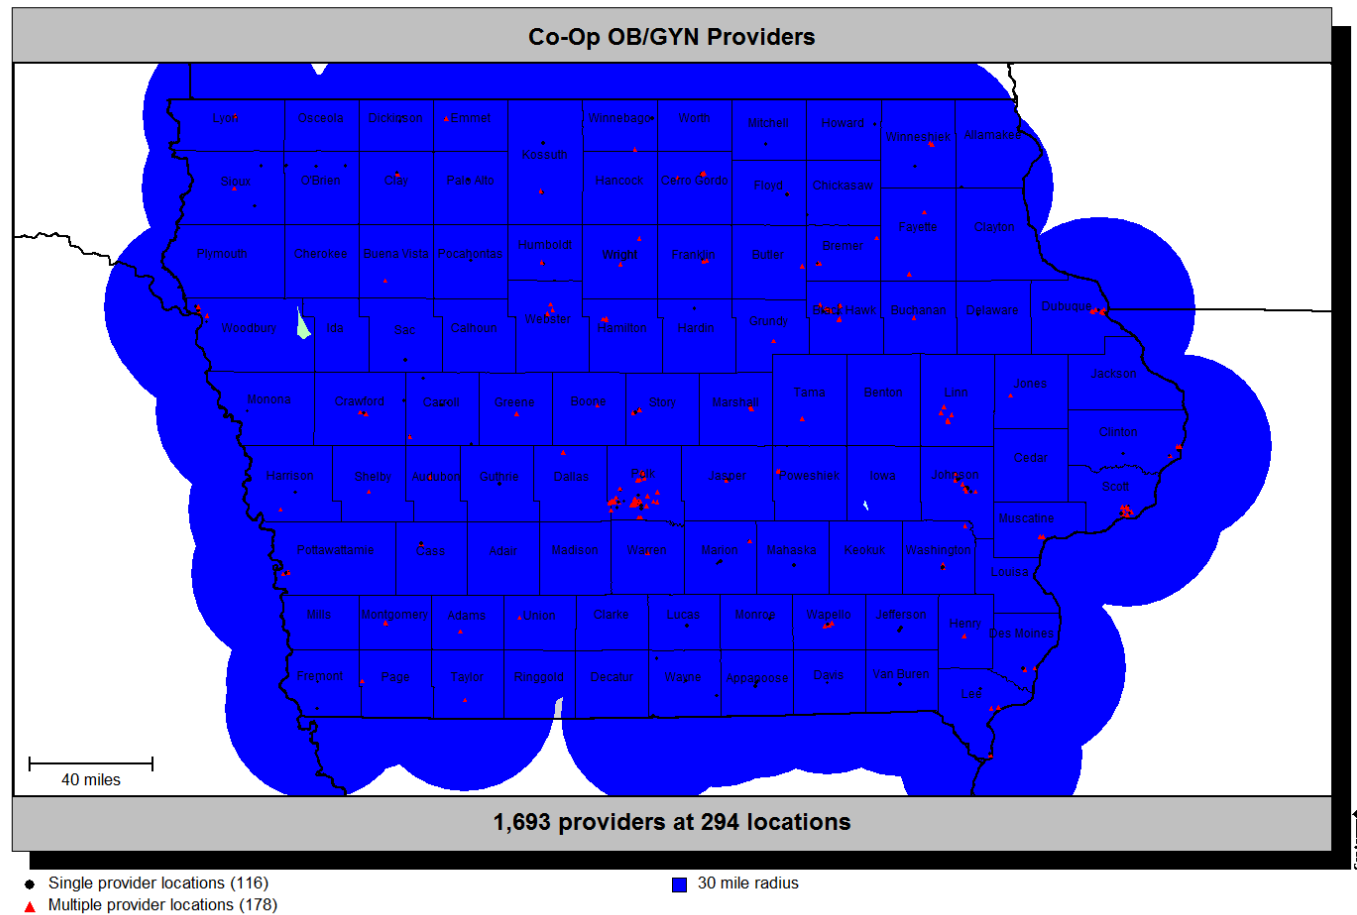 Co-Op OB/GYN Providers
Lyon Osceola Dickinson Emmet Winnebago Worth Mitchell Howard Winneshiek Allamakee
Kossuth
Sioux O'Brien Clay Palo Alto Hancock Cerro Gordo Floyd Chickasaw
Fayette Clayton
Plymouth Cherokee Buena Vista Pocahontas Humboldt Wright Franklin Butler Bremer
Woodbury Ida Sac Calhoun Webster Hamilton Hardin Grundy Black Hawk Buchanan Delaware Dubuque
Monona Crawford Carroll Greene Boone Story Marshall Tama Benton Linn Jones Jackson
Clinton
Harrison Shelby Audubon Guthrie Dallas Polk Jasper Poweshiek Iowa Johnson Cedar
Scott
Muscatine
Pottawattamie Cass Adair Madison Warren Marion Mahaska Keokuk Washington
Louisa
Mills Montgomery Adams Union Clarke Lucas Monroe Wapello Jefferson Henry Des Moines
Fremont Page Taylor Ringgold Decatur Wayne Appanoose Davis Van Buren Lee
40 miles
1,693 providers at 294 locations
Single provider locations (116)
30 mile radius
Multiple provider locations (178)